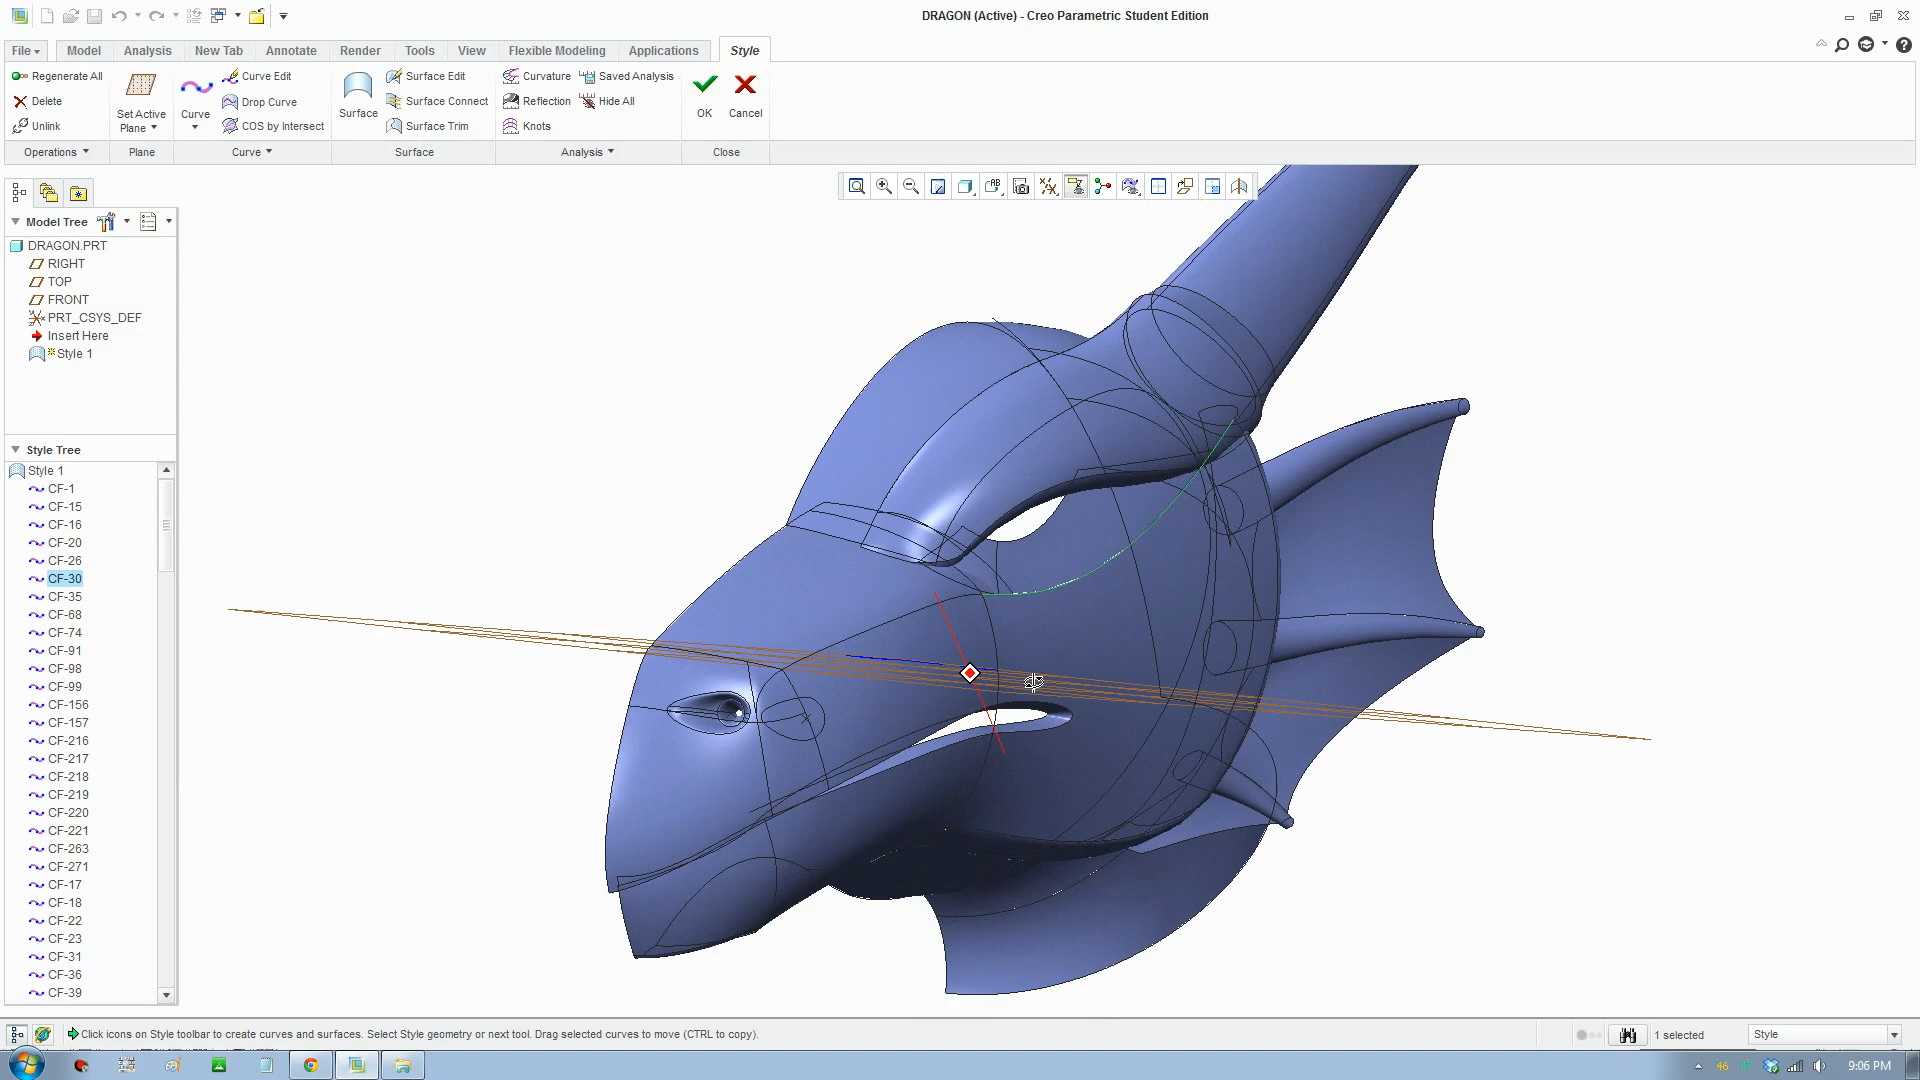 DRAGON (Active) - Creo Parametric Student Edition
File Model Analysis New Tab Annotate Render Tools View Flexible Modeling Applications Style
Regenerate All
Delete
Unlink
Operations
Set Active
Plane
Plane
Curve
Curve Edit
Drop Curve
COS by Intersect
Curve
Surface
Surface Edit
Surface Connect
Surface Trim
Surface
Curvature
Reflection
Knots
Saved Analysis
Hide All
Analysis
OK
Cancel
Close
Model Tree
DRAGON.PRT
RIGHT
TOP
FRONT
PRT_CSYS_DEF
Insert Here
Style 1
Style Tree
Style 1
CF-1
CF-15
CF-16
CF-20
CF-26
CF-30
CF-35
CF-68
CF-74
CF-91
CF-98
CF-99
CF-156
CF-157
CF-216
CF-217
CF-218
CF-219
CF-220
CF-221
CF-263
CF-271
CF-17
CF-18
CF-22
CF-23
CF-31
CF-36
CF-39
Click icons on Style toolbar to create curves and surfaces. Select Style geometry or next tool. Drag selected curves to move (CTRL to copy).
1 selected
Style
46
9:06 PM